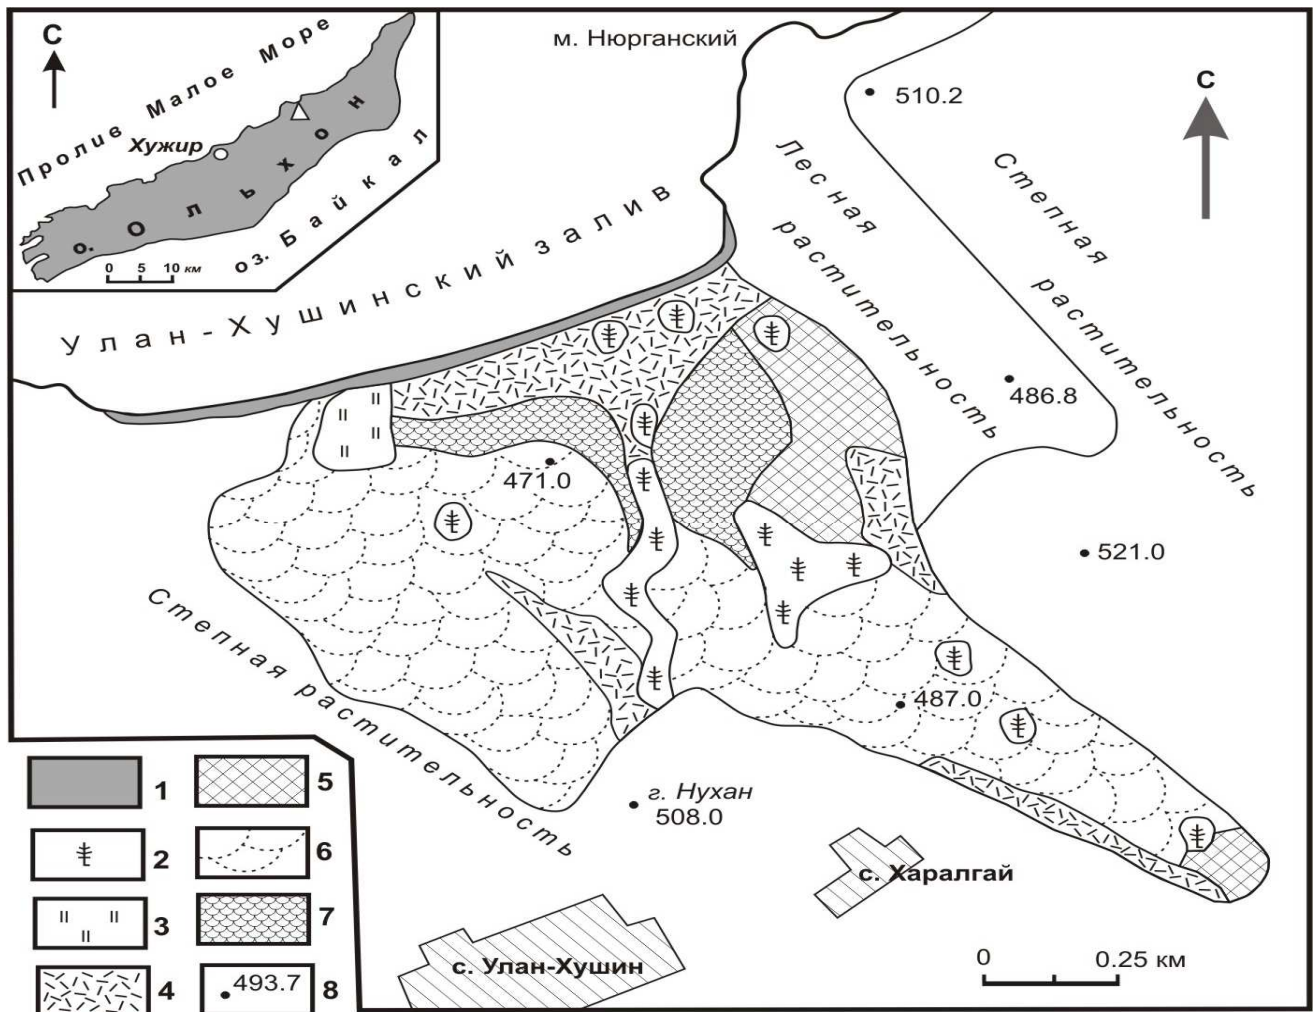 С
Пролив Малое Море
Хужир
о. Ольхон
оз. Байкал
0 5 10 км
м. Нюрганский
С
510.2
Лесная
растительность
Степная
растительность
Улан-Хушинский залив
486.8
471.0
521.0
Степная растительность
487.0
г. Нухан
508.0
с. Харалгай
с. Улан-Хушин
0 0.25 км
1
5
2
6
3
7
4
493.7 8